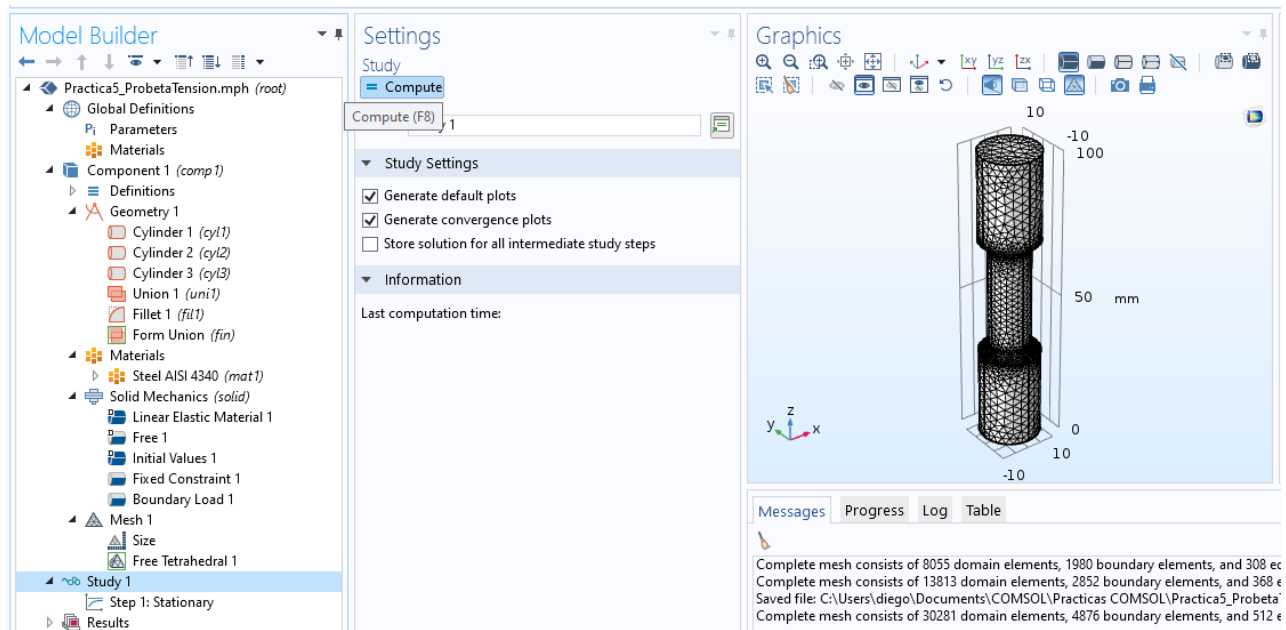 Model Builder
Practica5_ProbetaTension.mph (root)
Global Definitions
Pi Parameters
Materials
Component 1 (comp1)
Definitions
Geometry 1
Cylinder 1 (cyl1)
Cylinder 2 (cyl2)
Cylinder 3 (cyl3)
Union 1 (uni1)
Fillet 1 (fil1)
Form Union (fin)
Materials
Steel AISI 4340 (mat1)
Solid Mechanics (solid)
Linear Elastic Material 1
Free 1
Initial Values 1
Fixed Constraint 1
Boundary Load 1
Mesh 1
Size
Free Tetrahedral 1
Study 1
Step 1: Stationary
Results
Settings
Study
= Compute
Compute (F8)
y 1
Study Settings
Generate default plots
Generate convergence plots
Store solution for all intermediate study steps
Information
Last computation time:
Graphics
xy yz zx
10
-10
100
50 mm
0
10
-10
z
y x
Messages Progress Log Table
Complete mesh consists of 8055 domain elements, 1980 boundary elements, and 308 ed
Complete mesh consists of 13813 domain elements, 2852 boundary elements, and 368 e
Saved file: C:\Users\diego\Documents\COMSOL\Practicas COMSOL\Practica5_ProbetaT
Complete mesh consists of 30281 domain elements, 4876 boundary elements, and 512 e